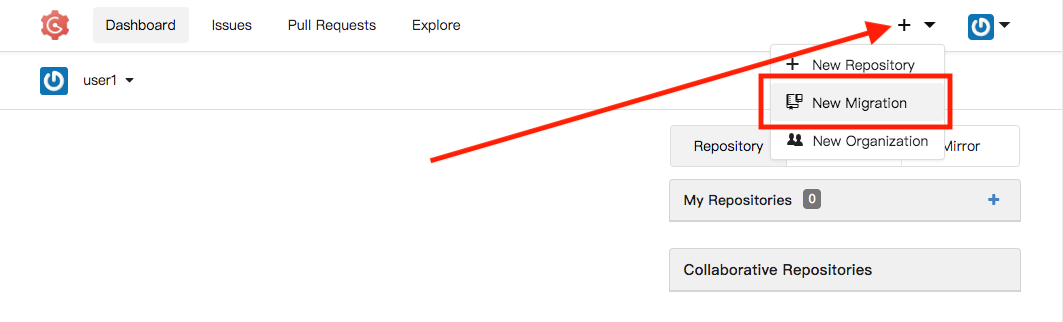 Dashboard Issues Pull Requests Explore
user1
New Repository
New Migration
New Organization
Repository Mirror
My Repositories 0
Collaborative Repositories